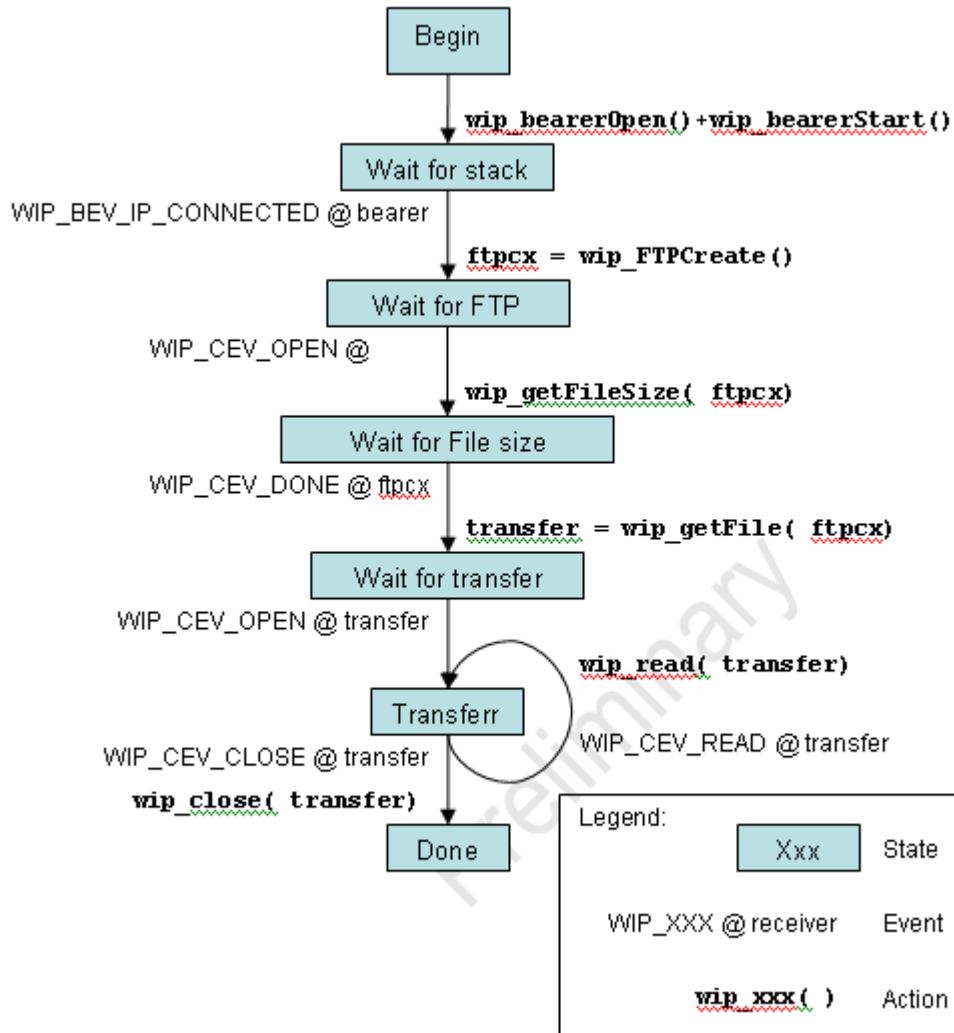 Begin
wip_bearerOpen()+wip_bearerStart()
Wait for stack
WIP_BEV_IP_CONNECTED @ bearer
ftpcx = wip_FTPCreate()
Wait for FTP
WIP_CEV_OPEN @
wip_getFileSize( ftpcx)
Wait for File size
WIP_CEV_DONE @ ftpcx
transfer = wip_getFile( ftpcx)
Wait for transfer
WIP_CEV_OPEN @ transfer
wip_read( transfer)
Transferr
WIP_CEV_READ @ transfer
WIP_CEV_CLOSE @ transfer
wip_close( transfer)
Done
Preliminary
Legend:
Xxx State
WIP_XXX @ receiver Event
wip_xxx( ) Action